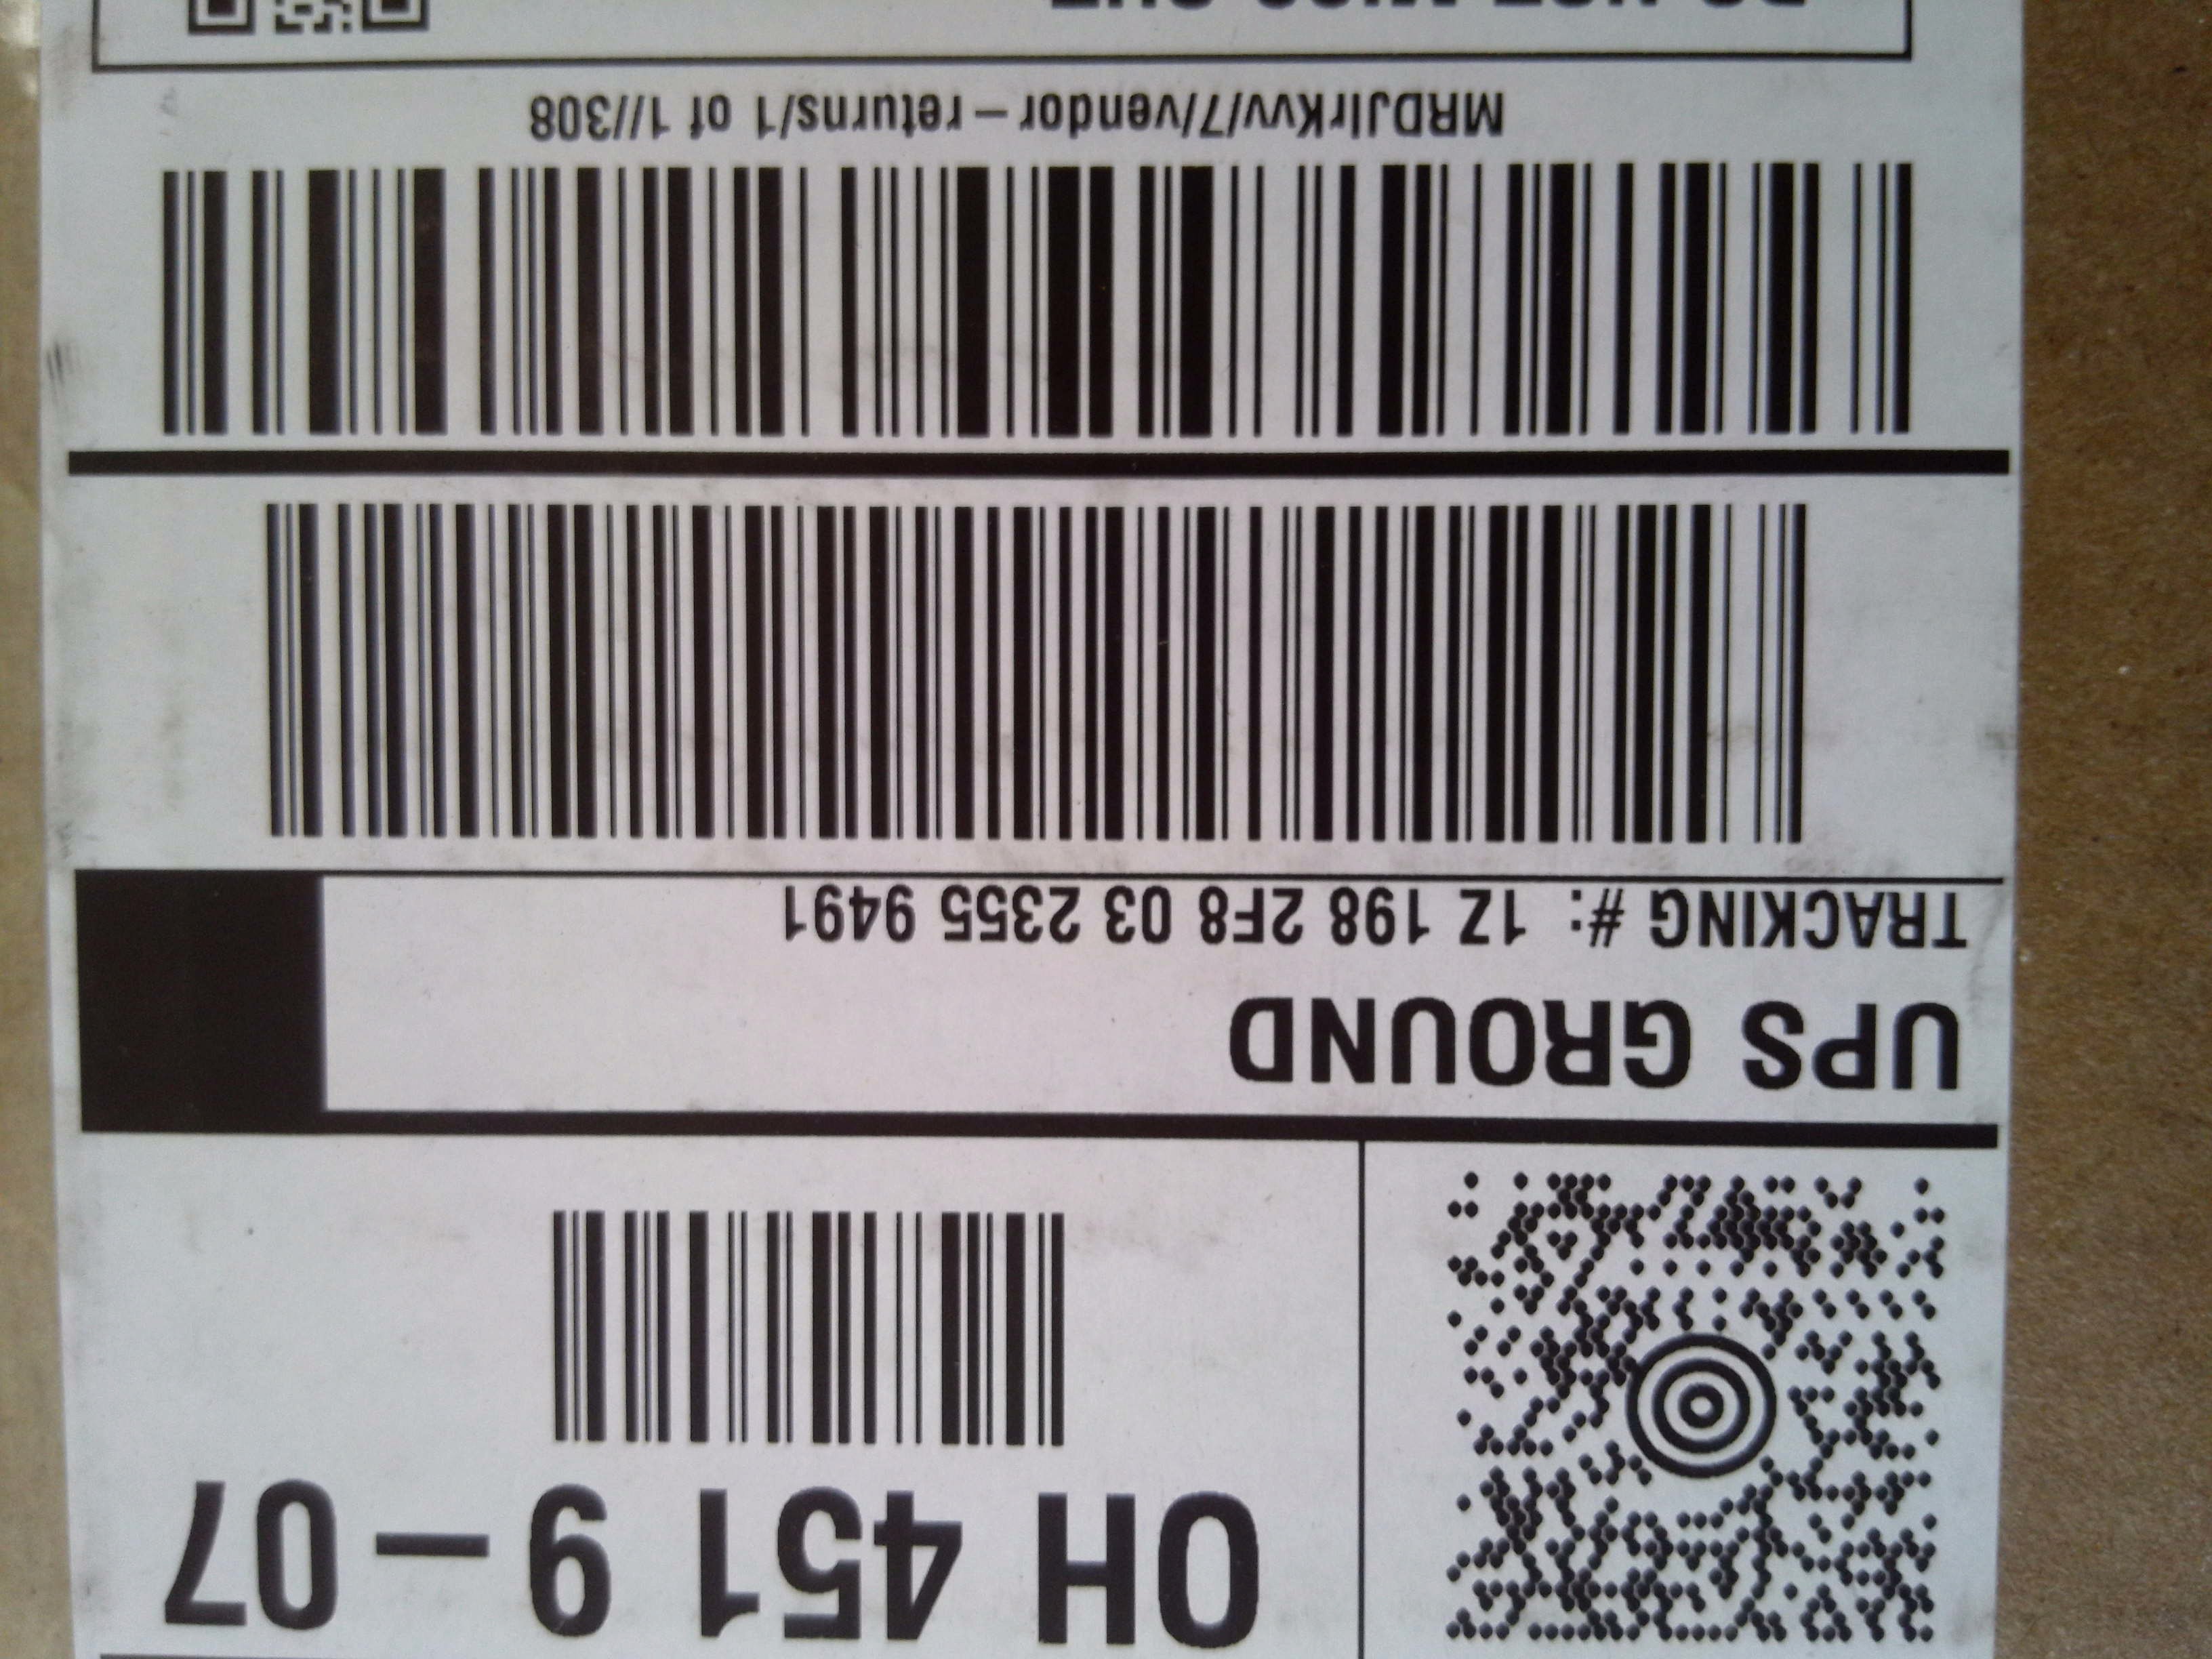 OH 451 9 – 07
UPS GROUND
TRACKING #: 1Z 198 2F8 03 2355 9491
MRDJlrKvv/7/vendor – returns/1 of 1//308